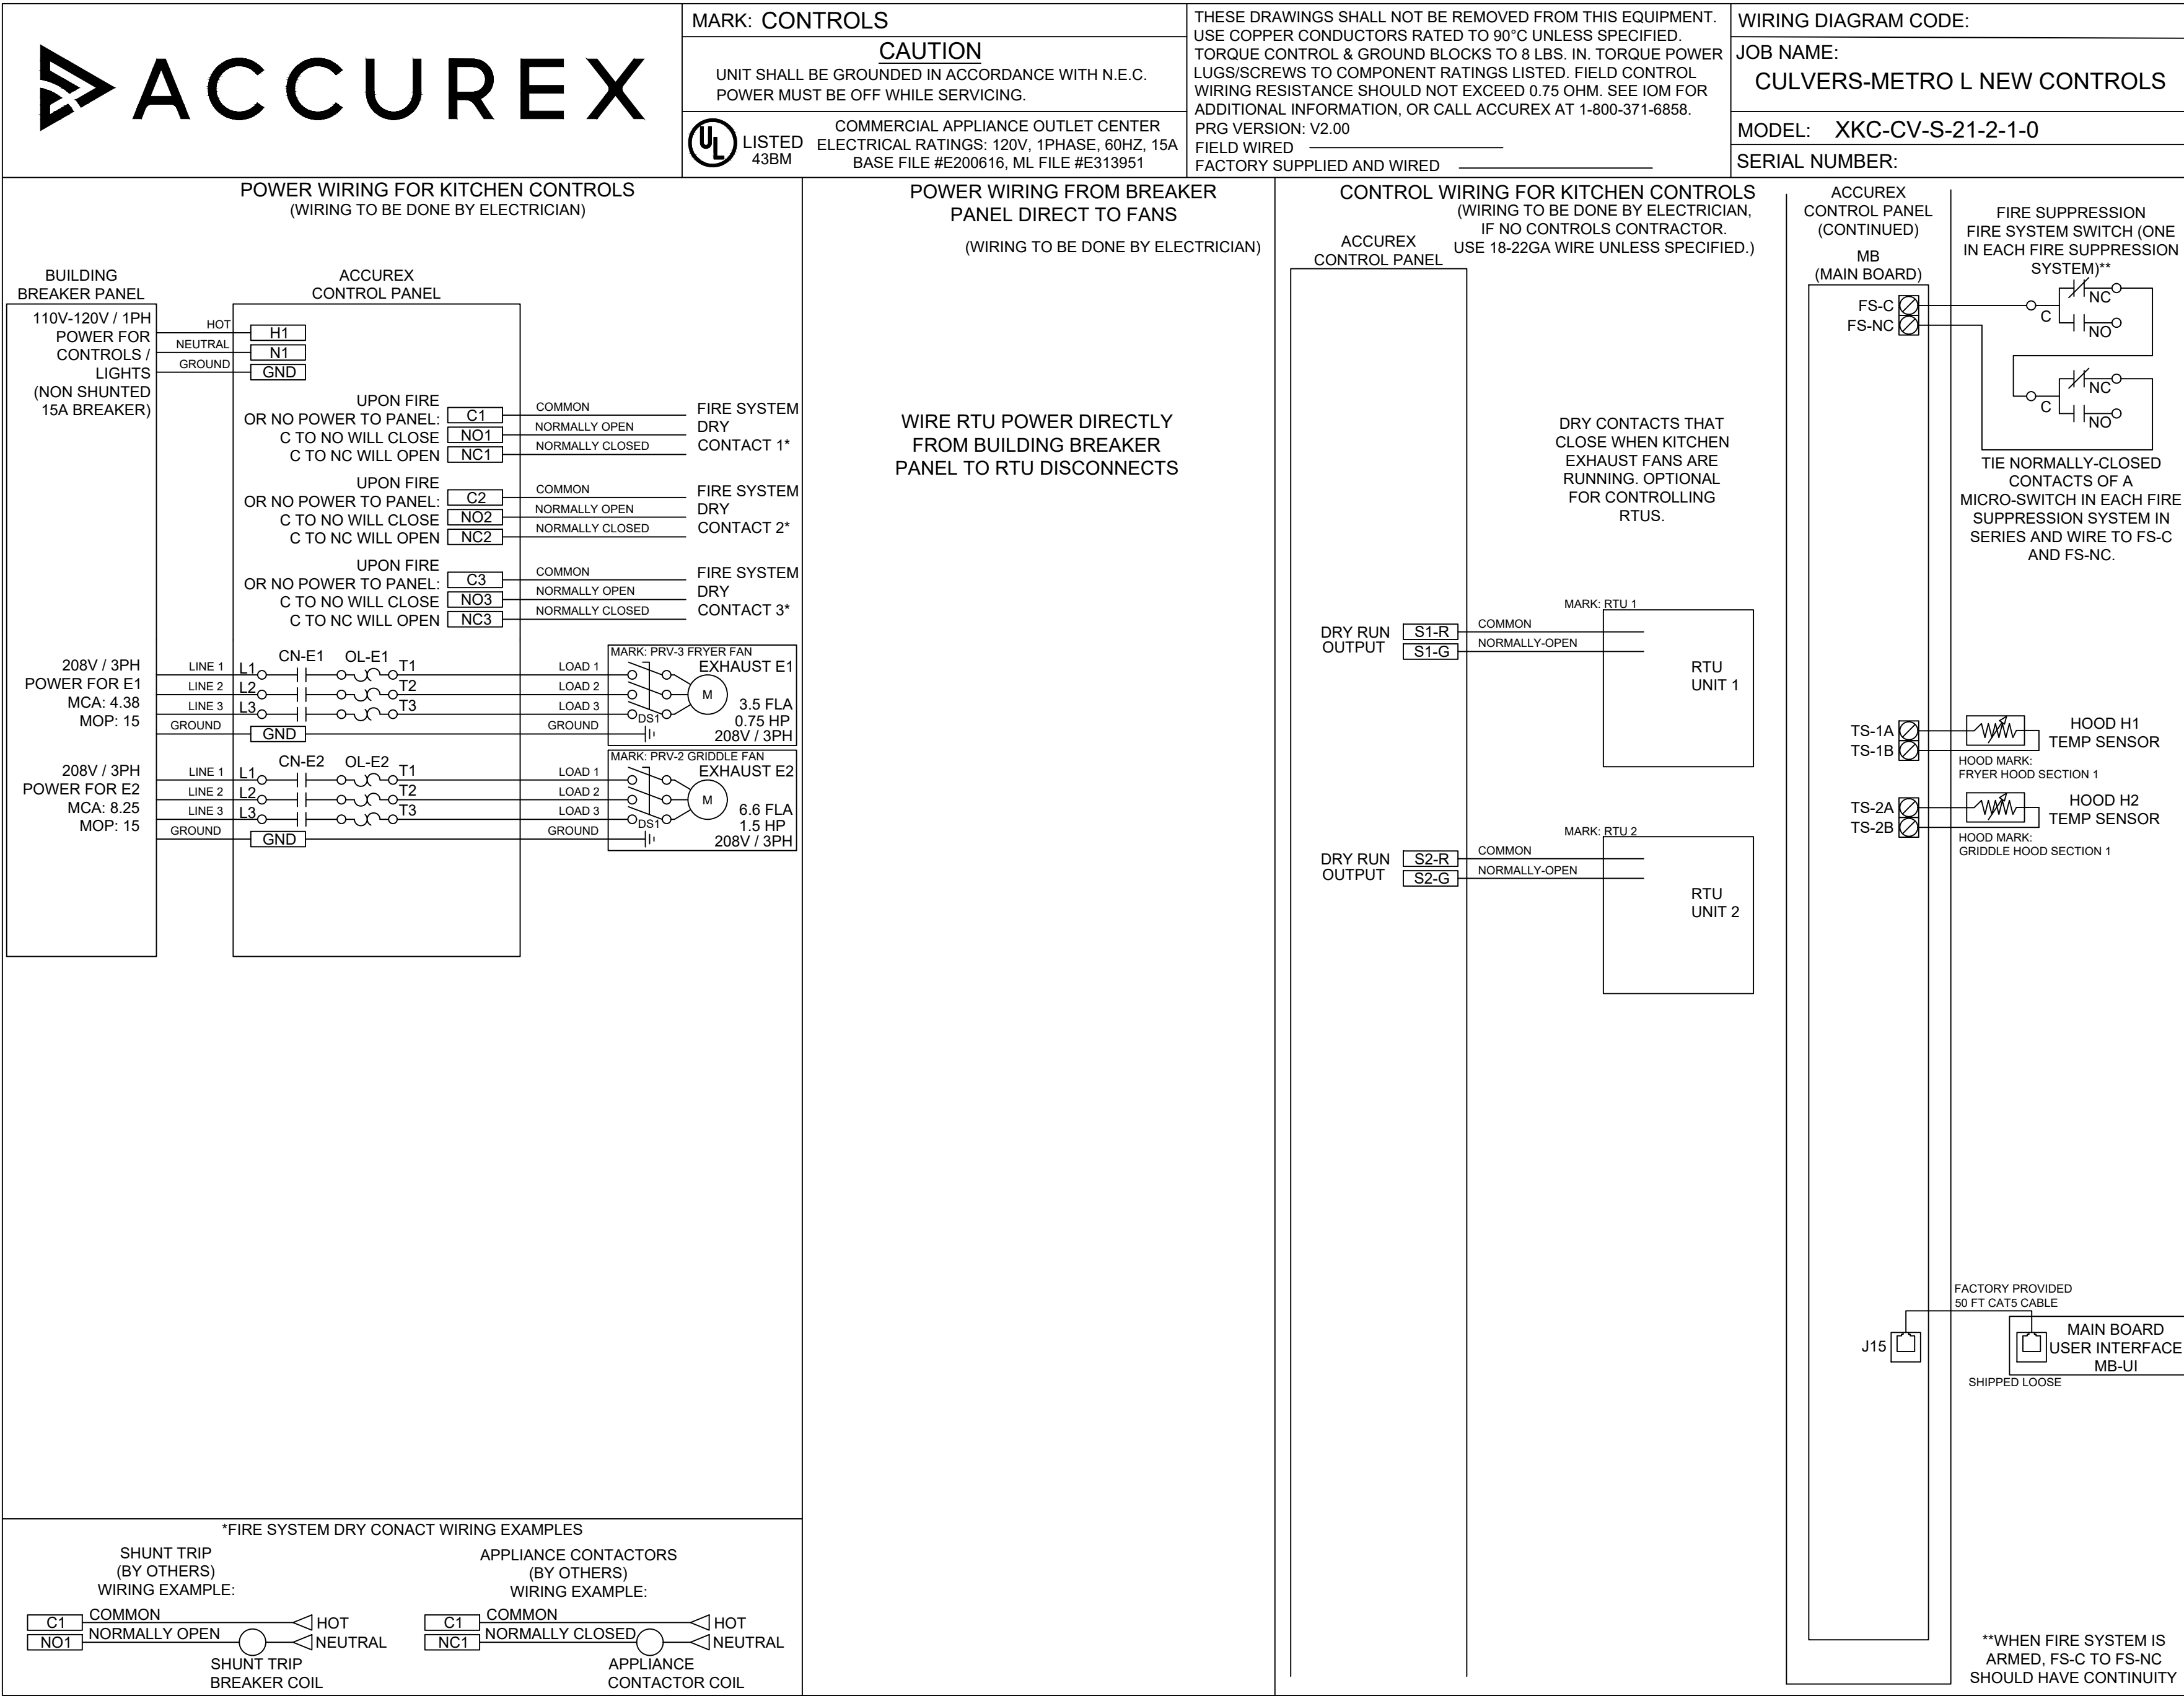 ACCUREX
MARK: CONTROLS
CAUTION
UNIT SHALL BE GROUNDED IN ACCORDANCE WITH N.E.C.
POWER MUST BE OFF WHILE SERVICING.
UL
LISTED
43BM
COMMERCIAL APPLIANCE OUTLET CENTER
ELECTRICAL RATINGS: 120V, 1PHASE, 60HZ, 15A
BASE FILE #E200616, ML FILE #E313951
THESE DRAWINGS SHALL NOT BE REMOVED FROM THIS EQUIPMENT.
USE COPPER CONDUCTORS RATED TO 90°C UNLESS SPECIFIED.
TORQUE CONTROL & GROUND BLOCKS TO 8 LBS. IN. TORQUE POWER
LUGS/SCREWS TO COMPONENT RATINGS LISTED. FIELD CONTROL
WIRING RESISTANCE SHOULD NOT EXCEED 0.75 OHM. SEE IOM FOR
ADDITIONAL INFORMATION, OR CALL ACCUREX AT 1-800-371-6858.
PRG VERSION: V2.00
FIELD WIRED
FACTORY SUPPLIED AND WIRED
WIRING DIAGRAM CODE:
JOB NAME:
CULVERS-METRO L NEW CONTROLS
MODEL: XKC-CV-S-21-2-1-0
SERIAL NUMBER:
POWER WIRING FOR KITCHEN CONTROLS
(WIRING TO BE DONE BY ELECTRICIAN)
BUILDING
BREAKER PANEL
ACCUREX
CONTROL PANEL
110V-120V / 1PH
POWER FOR
CONTROLS /
LIGHTS
(NON SHUNTED
15A BREAKER)
HOT
H1
NEUTRAL
N1
GROUND
GND
UPON FIRE
OR NO POWER TO PANEL:
C TO NO WILL CLOSE
C TO NC WILL OPEN
C1
NO1
NC1
COMMON
NORMALLY OPEN
NORMALLY CLOSED
FIRE SYSTEM
DRY
CONTACT 1*
UPON FIRE
OR NO POWER TO PANEL:
C TO NO WILL CLOSE
C TO NC WILL OPEN
C2
NO2
NC2
COMMON
NORMALLY OPEN
NORMALLY CLOSED
FIRE SYSTEM
DRY
CONTACT 2*
UPON FIRE
OR NO POWER TO PANEL:
C TO NO WILL CLOSE
C TO NC WILL OPEN
C3
NO3
NC3
COMMON
NORMALLY OPEN
NORMALLY CLOSED
FIRE SYSTEM
DRY
CONTACT 3*
208V / 3PH
POWER FOR E1
MCA: 4.38
MOP: 15
LINE 1
LINE 2
LINE 3
GROUND
L1
L2
L3
GND
CN-E1
OL-E1
T1
T2
T3
LOAD 1
LOAD 2
LOAD 3
GROUND
MARK: PRV-3 FRYER FAN
EXHAUST E1
M
DS1
3.5 FLA
0.75 HP
208V / 3PH
208V / 3PH
POWER FOR E2
MCA: 8.25
MOP: 15
LINE 1
LINE 2
LINE 3
GROUND
L1
L2
L3
GND
CN-E2
OL-E2
T1
T2
T3
LOAD 1
LOAD 2
LOAD 3
GROUND
MARK: PRV-2 GRIDDLE FAN
EXHAUST E2
M
DS1
6.6 FLA
1.5 HP
208V / 3PH
*FIRE SYSTEM DRY CONACT WIRING EXAMPLES
SHUNT TRIP
(BY OTHERS)
WIRING EXAMPLE:
C1
COMMON
HOT
NO1
NORMALLY OPEN
NEUTRAL
SHUNT TRIP
BREAKER COIL
APPLIANCE CONTACTORS
(BY OTHERS)
WIRING EXAMPLE:
C1
COMMON
HOT
NC1
NORMALLY CLOSED
NEUTRAL
APPLIANCE
CONTACTOR COIL
POWER WIRING FROM BREAKER
PANEL DIRECT TO FANS
(WIRING TO BE DONE BY ELECTRICIAN)
WIRE RTU POWER DIRECTLY
FROM BUILDING BREAKER
PANEL TO RTU DISCONNECTS
CONTROL WIRING FOR KITCHEN CONTROLS
(WIRING TO BE DONE BY ELECTRICIAN,
IF NO CONTROLS CONTRACTOR.
USE 18-22GA WIRE UNLESS SPECIFIED.)
ACCUREX
CONTROL PANEL
DRY CONTACTS THAT
CLOSE WHEN KITCHEN
EXHAUST FANS ARE
RUNNING. OPTIONAL
FOR CONTROLLING
RTUS.
DRY RUN
OUTPUT
S1-R
S1-G
COMMON
NORMALLY-OPEN
MARK: RTU 1
RTU
UNIT 1
DRY RUN
OUTPUT
S2-R
S2-G
COMMON
NORMALLY-OPEN
MARK: RTU 2
RTU
UNIT 2
ACCUREX
CONTROL PANEL
(CONTINUED)
MB
(MAIN BOARD)
FS-C
FS-NC
FIRE SUPPRESSION
FIRE SYSTEM SWITCH (ONE
IN EACH FIRE SUPPRESSION
SYSTEM)**
NC
C
NO
NC
C
NO
TIE NORMALLY-CLOSED
CONTACTS OF A
MICRO-SWITCH IN EACH FIRE
SUPPRESSION SYSTEM IN
SERIES AND WIRE TO FS-C
AND FS-NC.
TS-1A
TS-1B
HOOD H1
TEMP SENSOR
HOOD MARK:
FRYER HOOD SECTION 1
TS-2A
TS-2B
HOOD H2
TEMP SENSOR
HOOD MARK:
GRIDDLE HOOD SECTION 1
FACTORY PROVIDED
50 FT CAT5 CABLE
J15
MAIN BOARD
USER INTERFACE
MB-UI
SHIPPED LOOSE
**WHEN FIRE SYSTEM IS
ARMED, FS-C TO FS-NC
SHOULD HAVE CONTINUITY